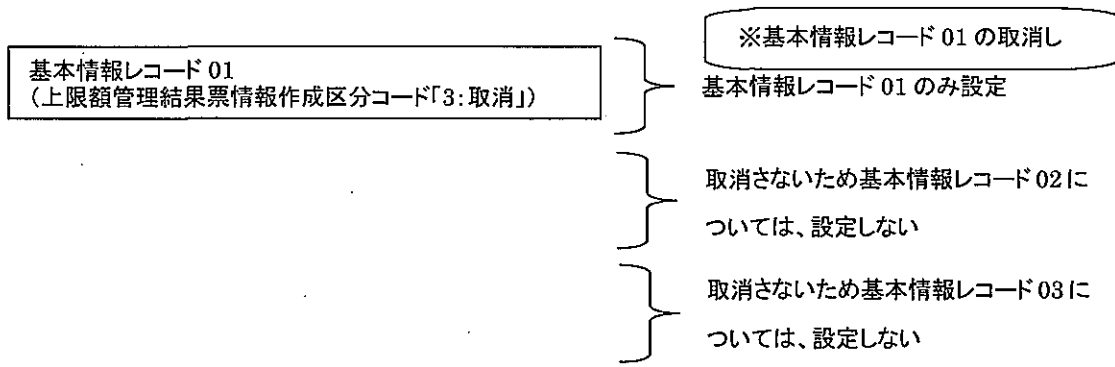 ※基本情報レコード 01 の取消し
基本情報レコード 01
(上限額管理結果票情報作成区分コード「3:取消」)
基本情報レコード 01 のみ設定
取消さないため基本情報レコード 02 に
ついては、設定しない
取消さないため基本情報レコード 03 に
ついては、設定しない